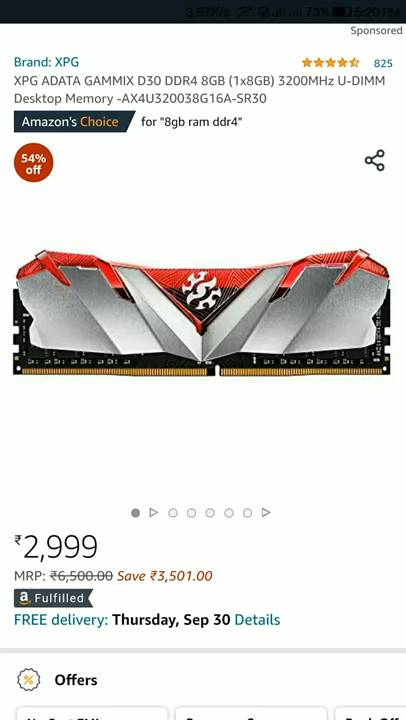 3.67K/s 73% 5:20 PM
Sponsored
Brand: XPG 825
XPG ADATA GAMMIX D30 DDR4 8GB (1x8GB) 3200MHz U-DIMM
Desktop Memory -AX4U320038G16A-SR30
Amazon's Choice for "8gb ram ddr4"
54%
off
₹2,999
MRP: ₹6,500.00 Save ₹3,501.00
a Fulfilled
FREE delivery: Thursday, Sep 30 Details
% Offers